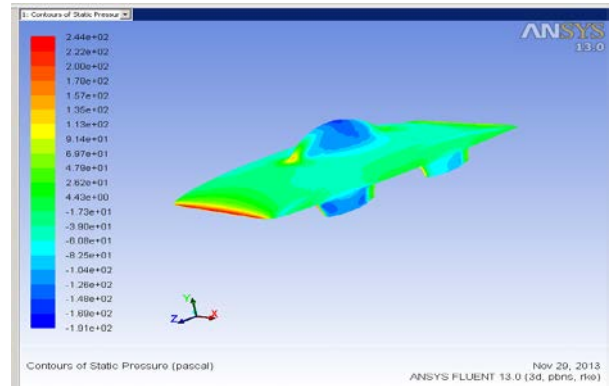 1: Contours of Static Pressur
ANSYS
13.0
2.44e+02
2.22e+02
2.00e+02
1.78e+02
1.57e+02
1.35e+02
1.13e+02
9.14e+01
6.97e+01
4.79e+01
2.62e+01
4.43e+00
-1.73e+01
-3.90e+01
-6.08e+01
-8.25e+01
-1.04e+02
-1.26e+02
-1.48e+02
-1.69e+02
-1.91e+02
Y
Z
X
Contours of Static Pressure (pascal)
Nov 29, 2013
ANSYS FLUENT 13.0 (3d, pbns, rke)